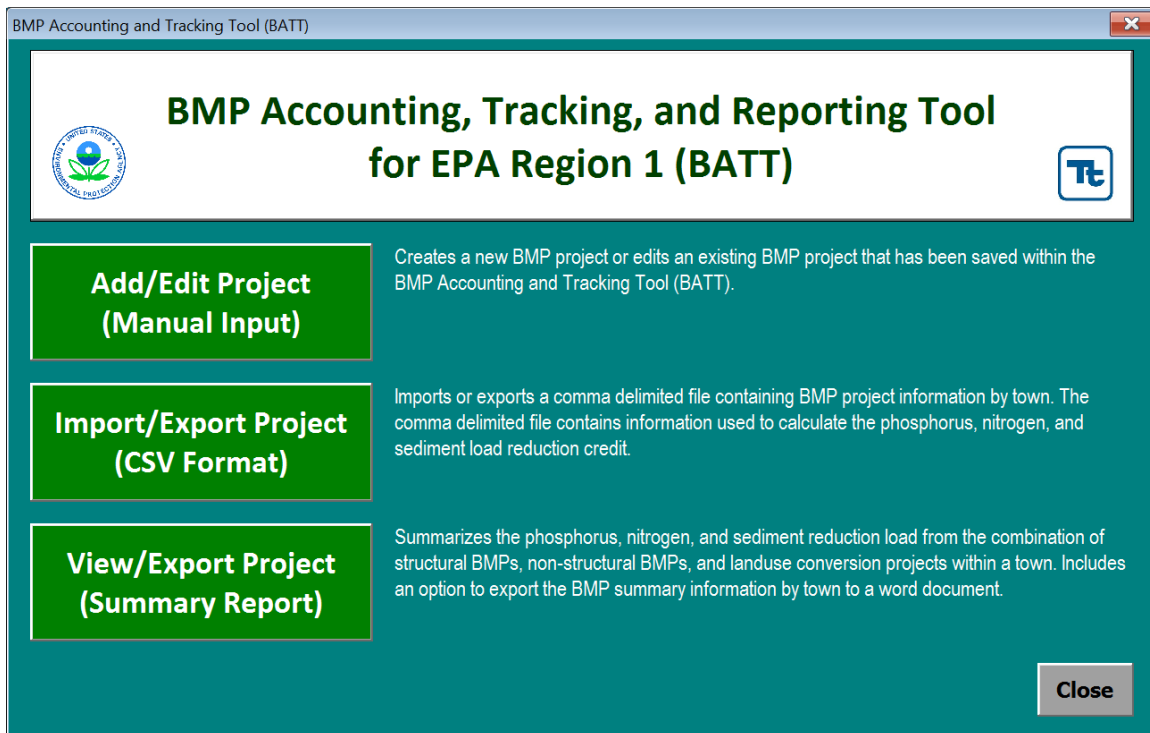 BMP Accounting and Tracking Tool (BATT)
BMP Accounting, Tracking, and Reporting Tool
for EPA Region 1 (BATT)
UNITED STATES
ENVIRONMENTAL PROTECTION AGENCY
Tt
Add/Edit Project
(Manual Input)
Creates a new BMP project or edits an existing BMP project that has been saved within the
BMP Accounting and Tracking Tool (BATT).
Import/Export Project
(CSV Format)
Imports or exports a comma delimited file containing BMP project information by town. The
comma delimited file contains information used to calculate the phosphorus, nitrogen, and
sediment load reduction credit.
View/Export Project
(Summary Report)
Summarizes the phosphorus, nitrogen, and sediment reduction load from the combination of
structural BMPs, non-structural BMPs, and landuse conversion projects within a town. Includes
an option to export the BMP summary information by town to a word document.
Close